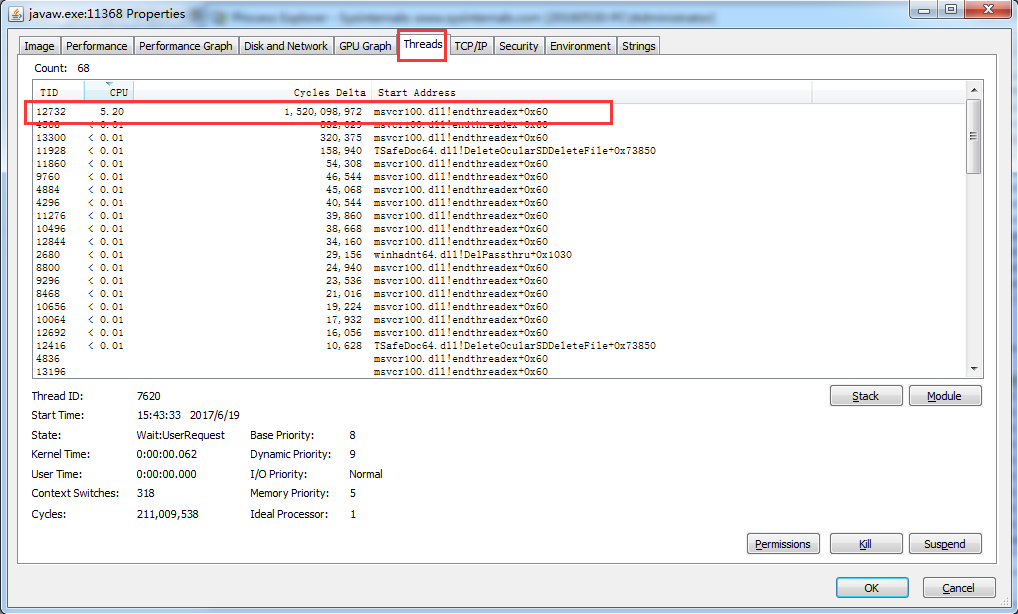 javaw.exe:11368 Properties
Process Explorer - Sysinternals: www.sysinternals.com
Image Performance Performance Graph Disk and Network GPU Graph Threads TCP/IP Security Environment Strings
Count: 68
TID CPU Cycles Delta Start Address
12732 5.20 1,520,098,972 msvcr100.dll!endthreadex+0x60
< 0.01 msvcr100.dll!endthreadex+0x60
13300 < 0.01 320,375 msvcr100.dll!endthreadex+0x60
11928 < 0.01 158,940 TSafeDoc64.dll!DeleteOcularSDDeleteFile+0x73850
11860 < 0.01 54,308 msvcr100.dll!endthreadex+0x60
9760 < 0.01 46,544 msvcr100.dll!endthreadex+0x60
4884 < 0.01 45,068 msvcr100.dll!endthreadex+0x60
4296 < 0.01 40,544 msvcr100.dll!endthreadex+0x60
11276 < 0.01 39,860 msvcr100.dll!endthreadex+0x60
10496 < 0.01 38,668 msvcr100.dll!endthreadex+0x60
12844 < 0.01 34,160 msvcr100.dll!endthreadex+0x60
2680 < 0.01 29,156 winhadnt64.dll!DelPassthru+0x1030
8800 < 0.01 24,940 msvcr100.dll!endthreadex+0x60
9296 < 0.01 23,536 msvcr100.dll!endthreadex+0x60
8468 < 0.01 21,016 msvcr100.dll!endthreadex+0x60
10656 < 0.01 19,224 msvcr100.dll!endthreadex+0x60
10064 < 0.01 17,932 msvcr100.dll!endthreadex+0x60
12692 < 0.01 16,056 msvcr100.dll!endthreadex+0x60
12416 < 0.01 10,628 TSafeDoc64.dll!DeleteOcularSDDeleteFile+0x73850
4836 msvcr100.dll!endthreadex+0x60
13196 msvcr100.dll!endthreadex+0x60
Thread ID: 7620
Stack Module
Start Time: 15:43:33 2017/6/19
State: Wait:UserRequest Base Priority: 8
Kernel Time: 0:00:00.062 Dynamic Priority: 9
User Time: 0:00:00.000 I/O Priority: Normal
Context Switches: 318 Memory Priority: 5
Cycles: 211,009,538 Ideal Processor: 1
Permissions Kill Suspend
OK Cancel